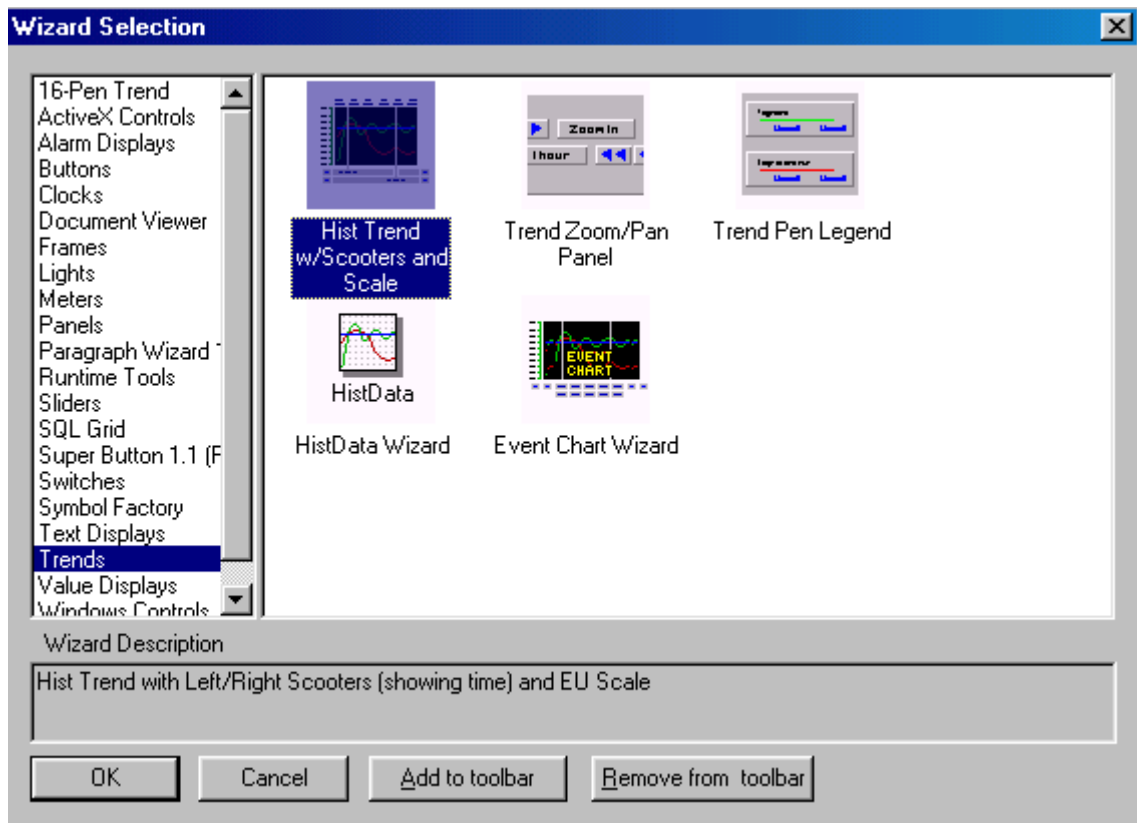 Wizard Selection
16-Pen Trend
ActiveX Controls
Alarm Displays
Buttons
Clocks
Document Viewer
Frames
Lights
Meters
Panels
Paragraph Wizard
Runtime Tools
Sliders
SQL Grid
Super Button 1.1 (F
Switches
Symbol Factory
Text Displays
Trends
Value Displays
Windows Controls
Hist Trend
w/Scooters and
Scale
Zoom In
1 hour
Trend Zoom/Pan
Panel
Trend Pen Legend
HistData
HistData Wizard
EVENT
CHART
Event Chart Wizard
Wizard Description
Hist Trend with Left/Right Scooters (showing time) and EU Scale
OK
Cancel
Add to toolbar
Remove from toolbar